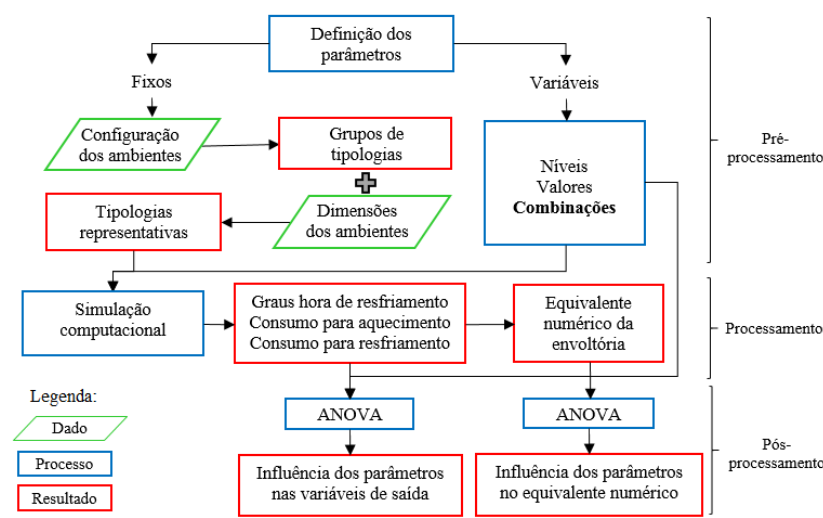 Definição dos
parâmetros
Fixos
Variáveis
Configuração
dos ambientes
Grupos de
tipologias
Níveis
Valores
Combinações
Pré-
processamento
Tipologias
representativas
Dimensões
dos ambientes
Simulação
computacional
Graus hora de resfriamento
Consumo para aquecimento
Consumo para resfriamento
Equivalente
numérico da
envoltória
Processamento
Legenda:
Dado
Processo
Resultado
ANOVA
ANOVA
Pós-
processamento
Influência dos parâmetros
nas variáveis de saída
Influência dos parâmetros
no equivalente numérico